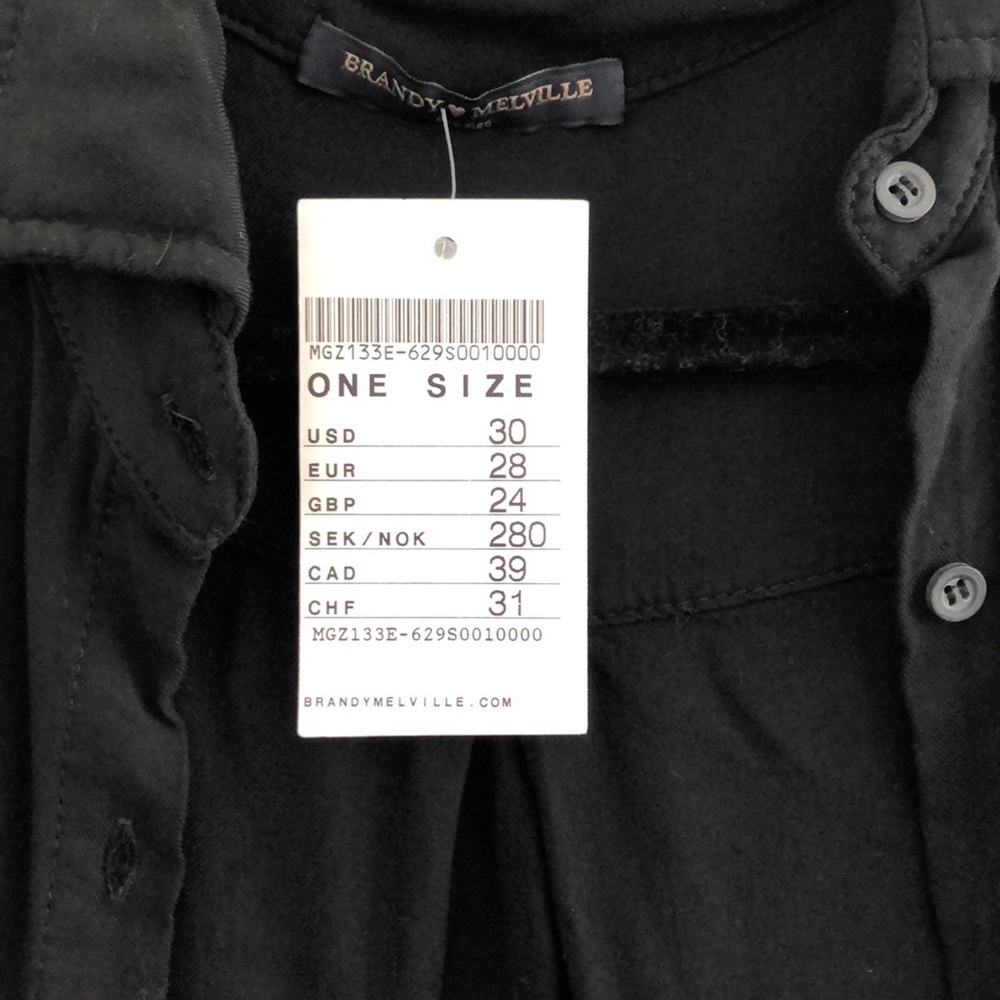 BRANDY ♥ MELVILLE
MGZ133E-629S0010000
ONE SIZE
USD 30
EUR 28
GBP 24
SEK/NOK 280
CAD 39
CHF 31
MGZ133E-629S0010000
BRANDYMELVILLE.COM